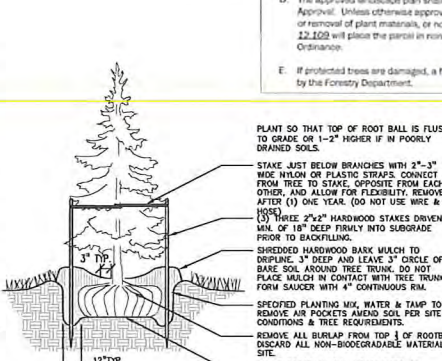 D. The approved landscape plan shall
Approval. Unless otherwise approv
or removal of plant materials, or no
12.109 will place the parcel in non
Ordinance.
E. If protected trees are damaged, a f
by the Forestry Department.
PLANT SO THAT TOP OF ROOT BALL IS FLUS
TO GRADE OR 1-2" HIGHER IF IN POORLY
DRAINED SOILS.
STAKE JUST BELOW BRANCHES WITH 2"-3"
WIDE NYLON OR PLASTIC STRAPS. CONNECT
FROM TREE TO STAKE, OPPOSITE FROM EACH
OTHER, AND ALLOW FOR FLEXIBILITY. REMOVE
AFTER (1) ONE YEAR. (DO NOT USE WIRE &
HOSE)
(3) THREE 2"x2" HARDWOOD STAKES DRIVEN
MIN. OF 18" DEEP FIRMLY INTO SUBGRADE
PRIOR TO BACKFILLING.
SHREDDED HARDWOOD BARK MULCH TO
DRIPLINE. 3" DEEP AND LEAVE 3" CIRCLE OF
BARE SOIL AROUND TREE TRUNK. DO NOT
PLACE MULCH IN CONTACT WITH TREE TRUNK
FORM SAUCER WITH 4" CONTINUOUS RIM.
SPECIFIED PLANTING MIX, WATER & TAMP TO
REMOVE AIR POCKETS AMEND SOIL PER SITE
CONDITIONS & TREE REQUIREMENTS.
REMOVE ALL BURLAP FROM TOP OF ROOTB
DISCARD ALL NON-BIODEGRADABLE MATERIA
SITE.
3" TYP.
12" TYP.